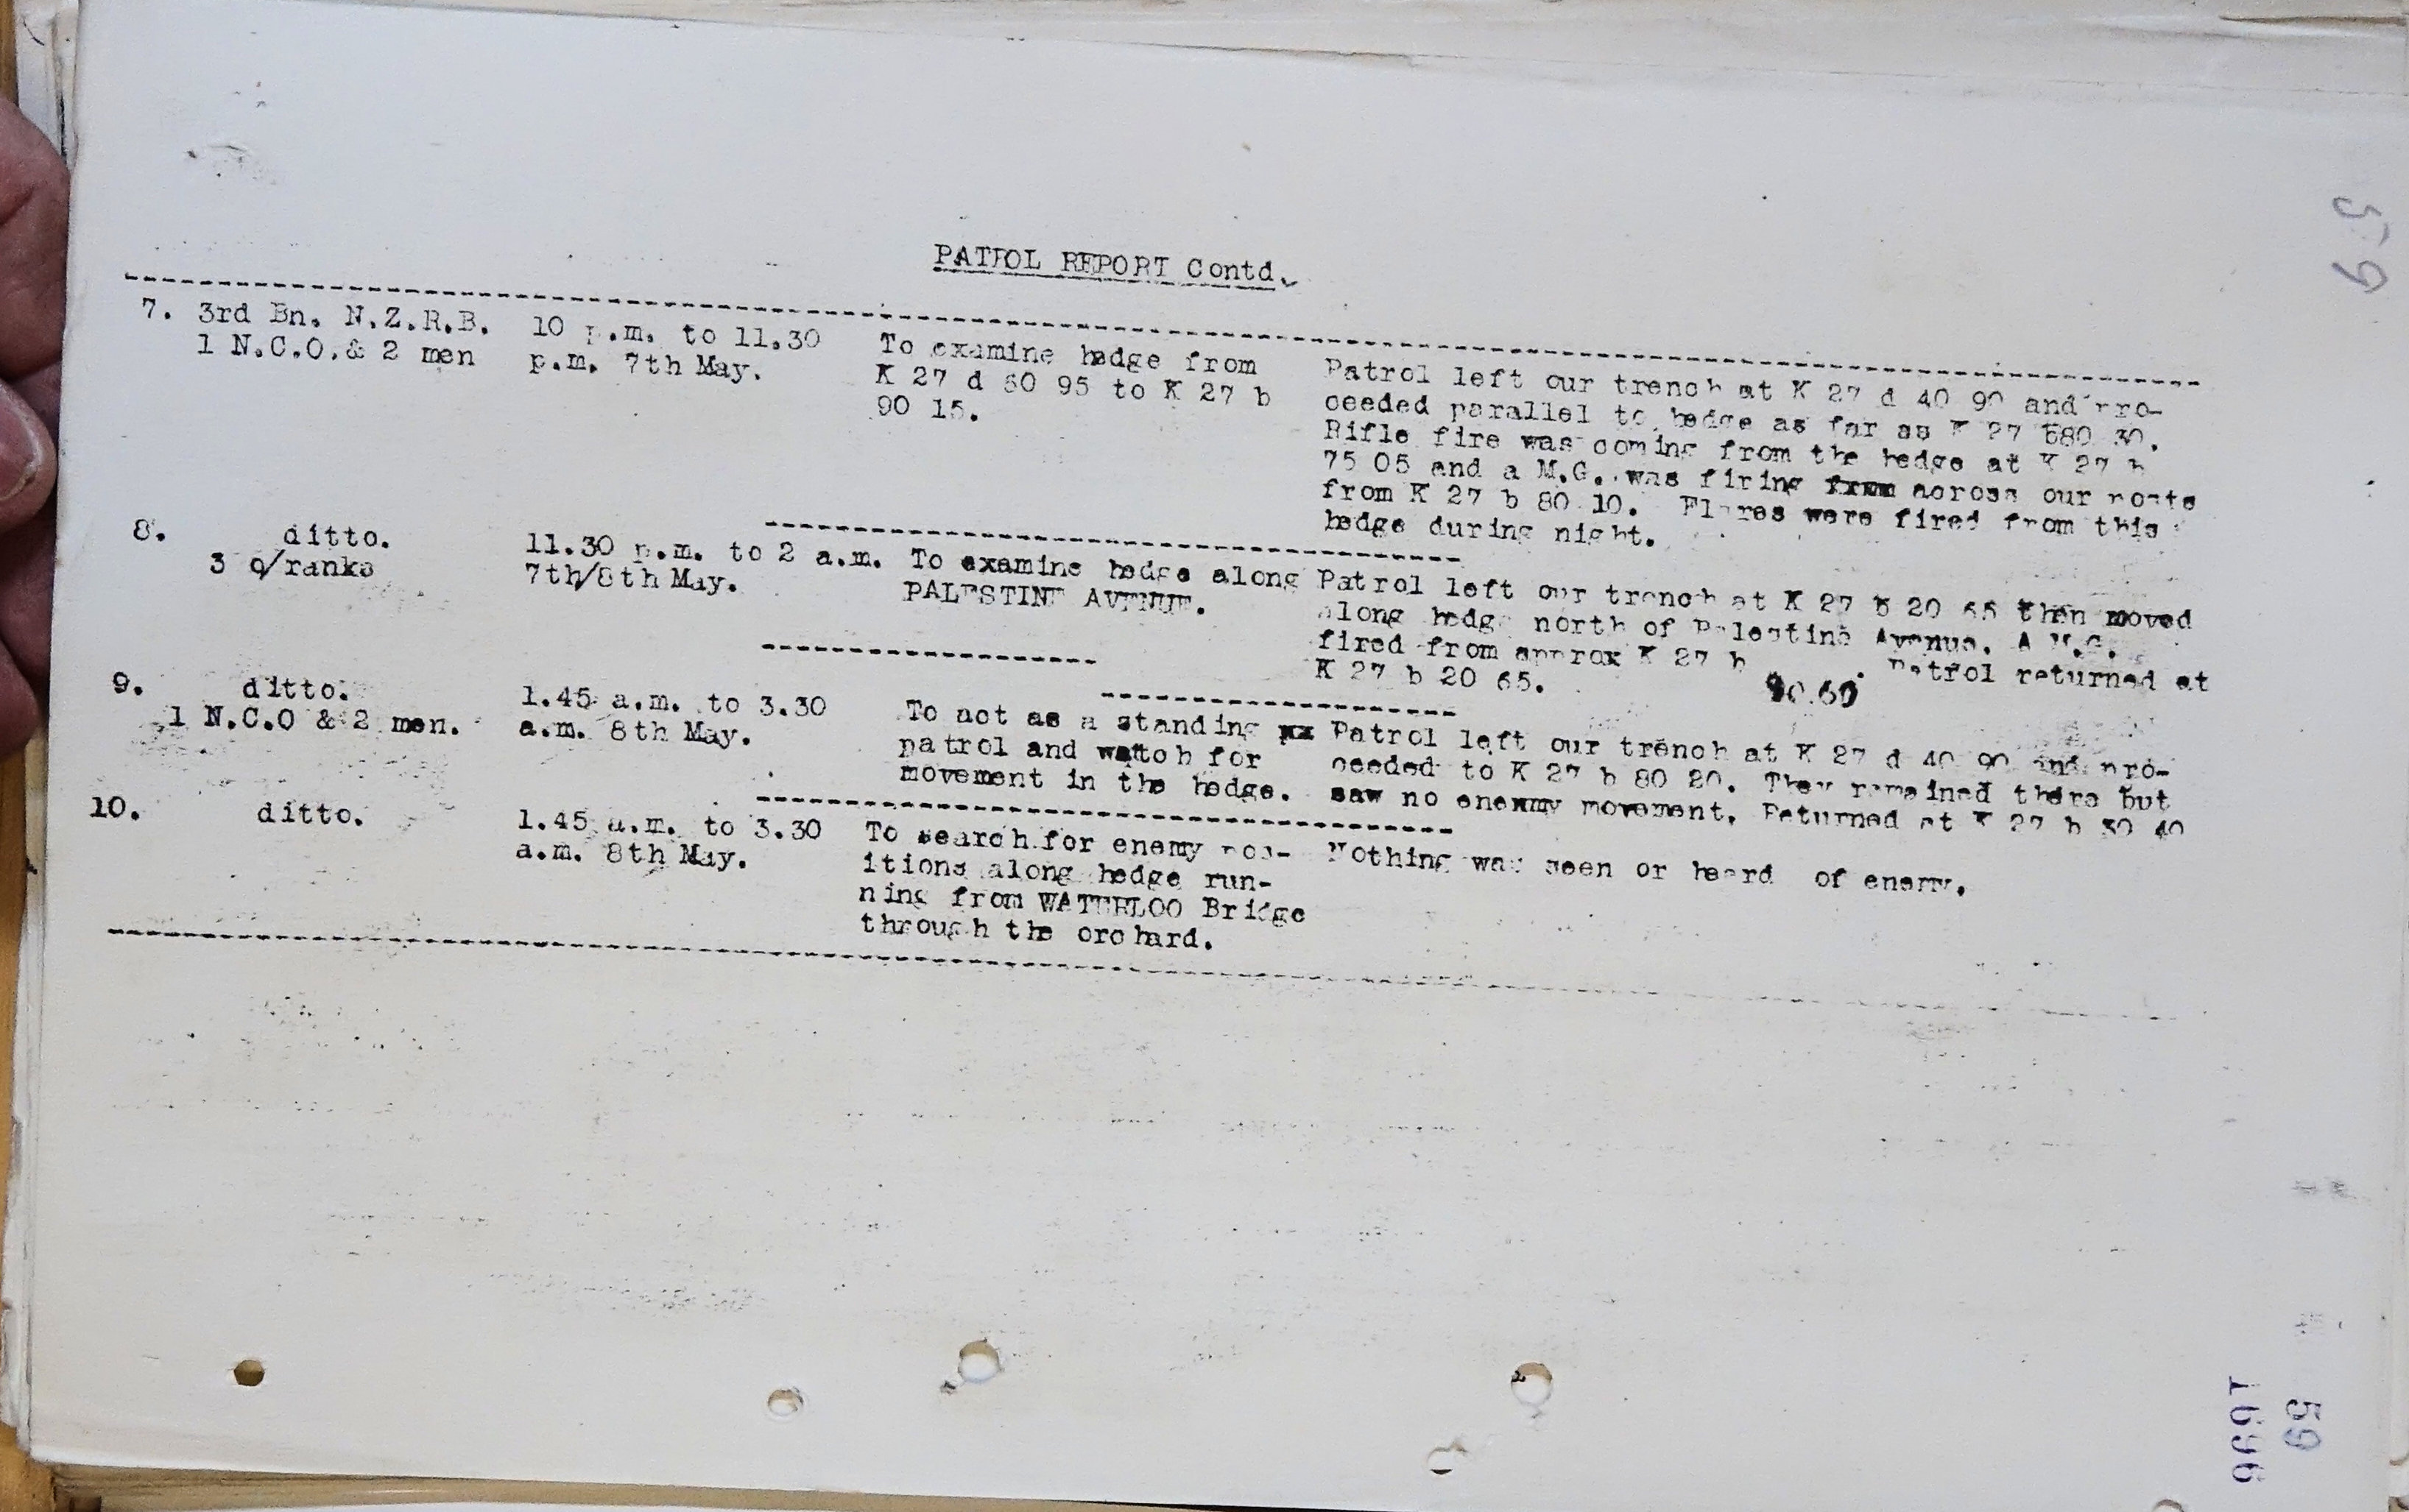 PATROL REPORT Contd.
7. 3rd Bn. N.Z.R.B.
1 N.C.O.& 2 men
10 p.m. to 11.30
p.m. 7th May.
To examine hedge from
K 27 d 60 95 to K 27 b
90 15.
Patrol left our trench at K 27 d 40 90 and pro-
ceeded parallel to hedge as far as K 27 b80 30.
Rifle fire was coming from the hedge at K 27 b
75 05 and a M.G. was firing from across our posts
from K 27 b 80 10. Flares were fired from this
hedge during night.
8. ditto.
3 o/ranks
11.30 p.m. to 2 a.m.
7th/8th May.
To examine hedge along
PALESTINE AVENUE.
Patrol left our trench at K 27 b 20 65 then moved
along hedge north of Palestine Avenue. A M.G.
fired from approx K 27 b 90.60. Patrol returned at
K 27 b 20 65.
9. ditto.
1 N.C.O & 2 men.
1.45 a.m. to 3.30
a.m. 8th May.
To act as a standing xx
patrol and watch for
movement in the hedge.
Patrol left our trench at K 27 d 40 90 and pro-
ceeded to K 27 b 80 20. They remained there but
saw no enemmy movement. Returned at K 27 b 30 40
10. ditto.
1.45 a.m. to 3.30
a.m. 8th May.
To search for enemy pos-
itions along hedge run-
ning from WATERLOO Bridge
through the orchard.
Nothing was seen or heard of enemy.
59
59
1696